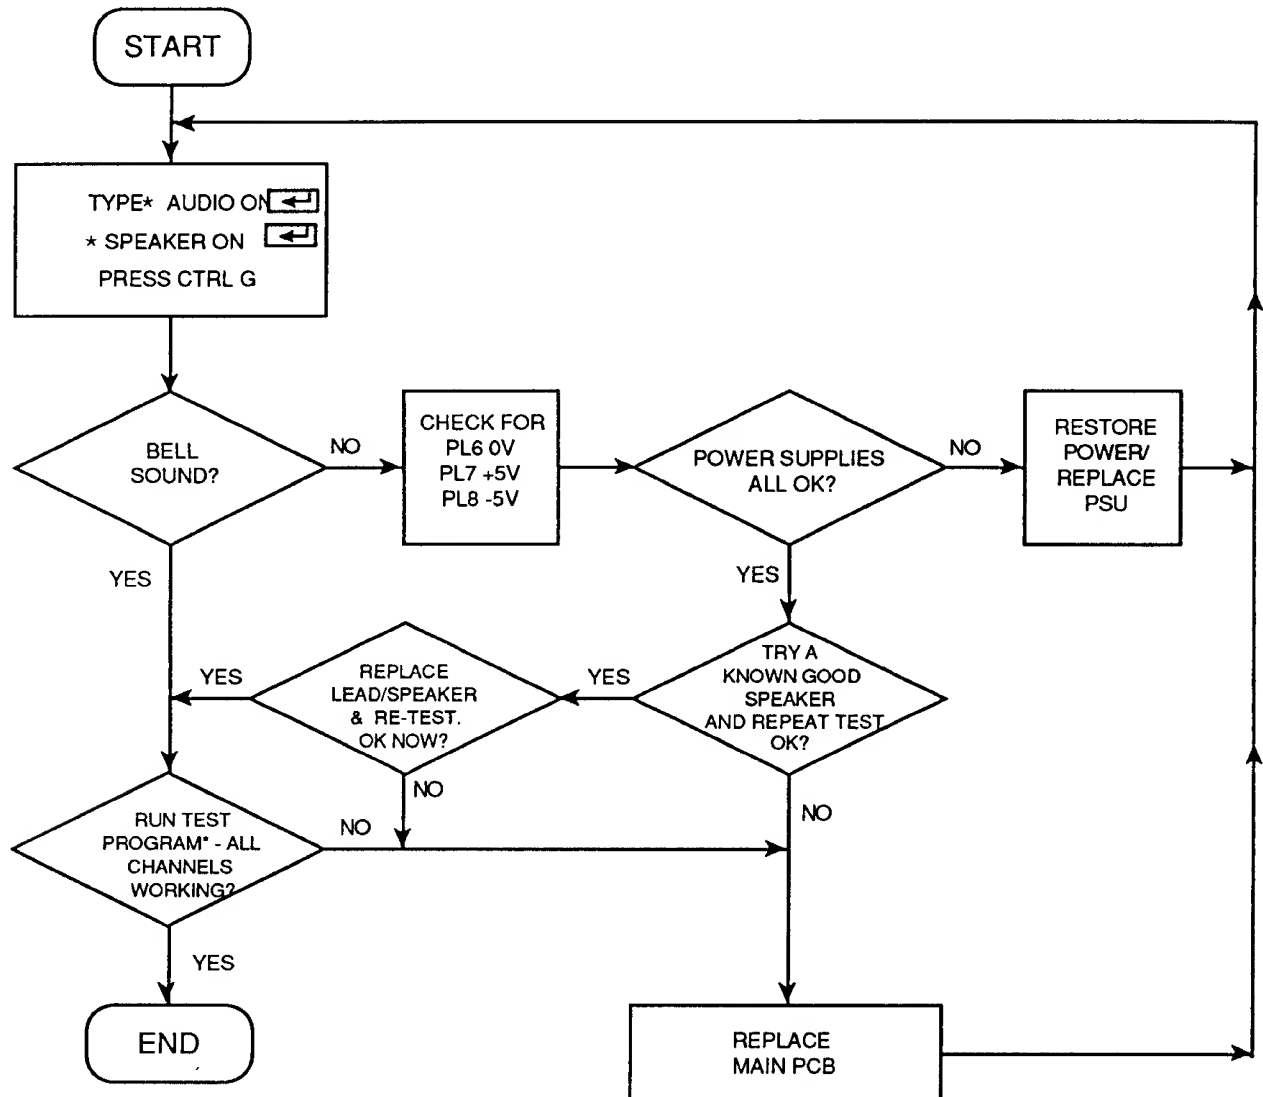 START
TYPE* AUDIO ON
* SPEAKER ON
PRESS CTRL G
BELL
SOUND?
NO
CHECK FOR
PL6 0V
PL7 +5V
PL8 -5V
POWER SUPPLIES
ALL OK?
NO
RESTORE
POWER/
REPLACE
PSU
YES
YES
TRY A
KNOWN GOOD
SPEAKER
AND REPEAT TEST
OK?
YES
REPLACE
LEAD/SPEAKER
& RE-TEST.
OK NOW?
YES
NO
NO
RUN TEST
PROGRAM* - ALL
CHANNELS
WORKING?
NO
YES
END
REPLACE
MAIN PCB